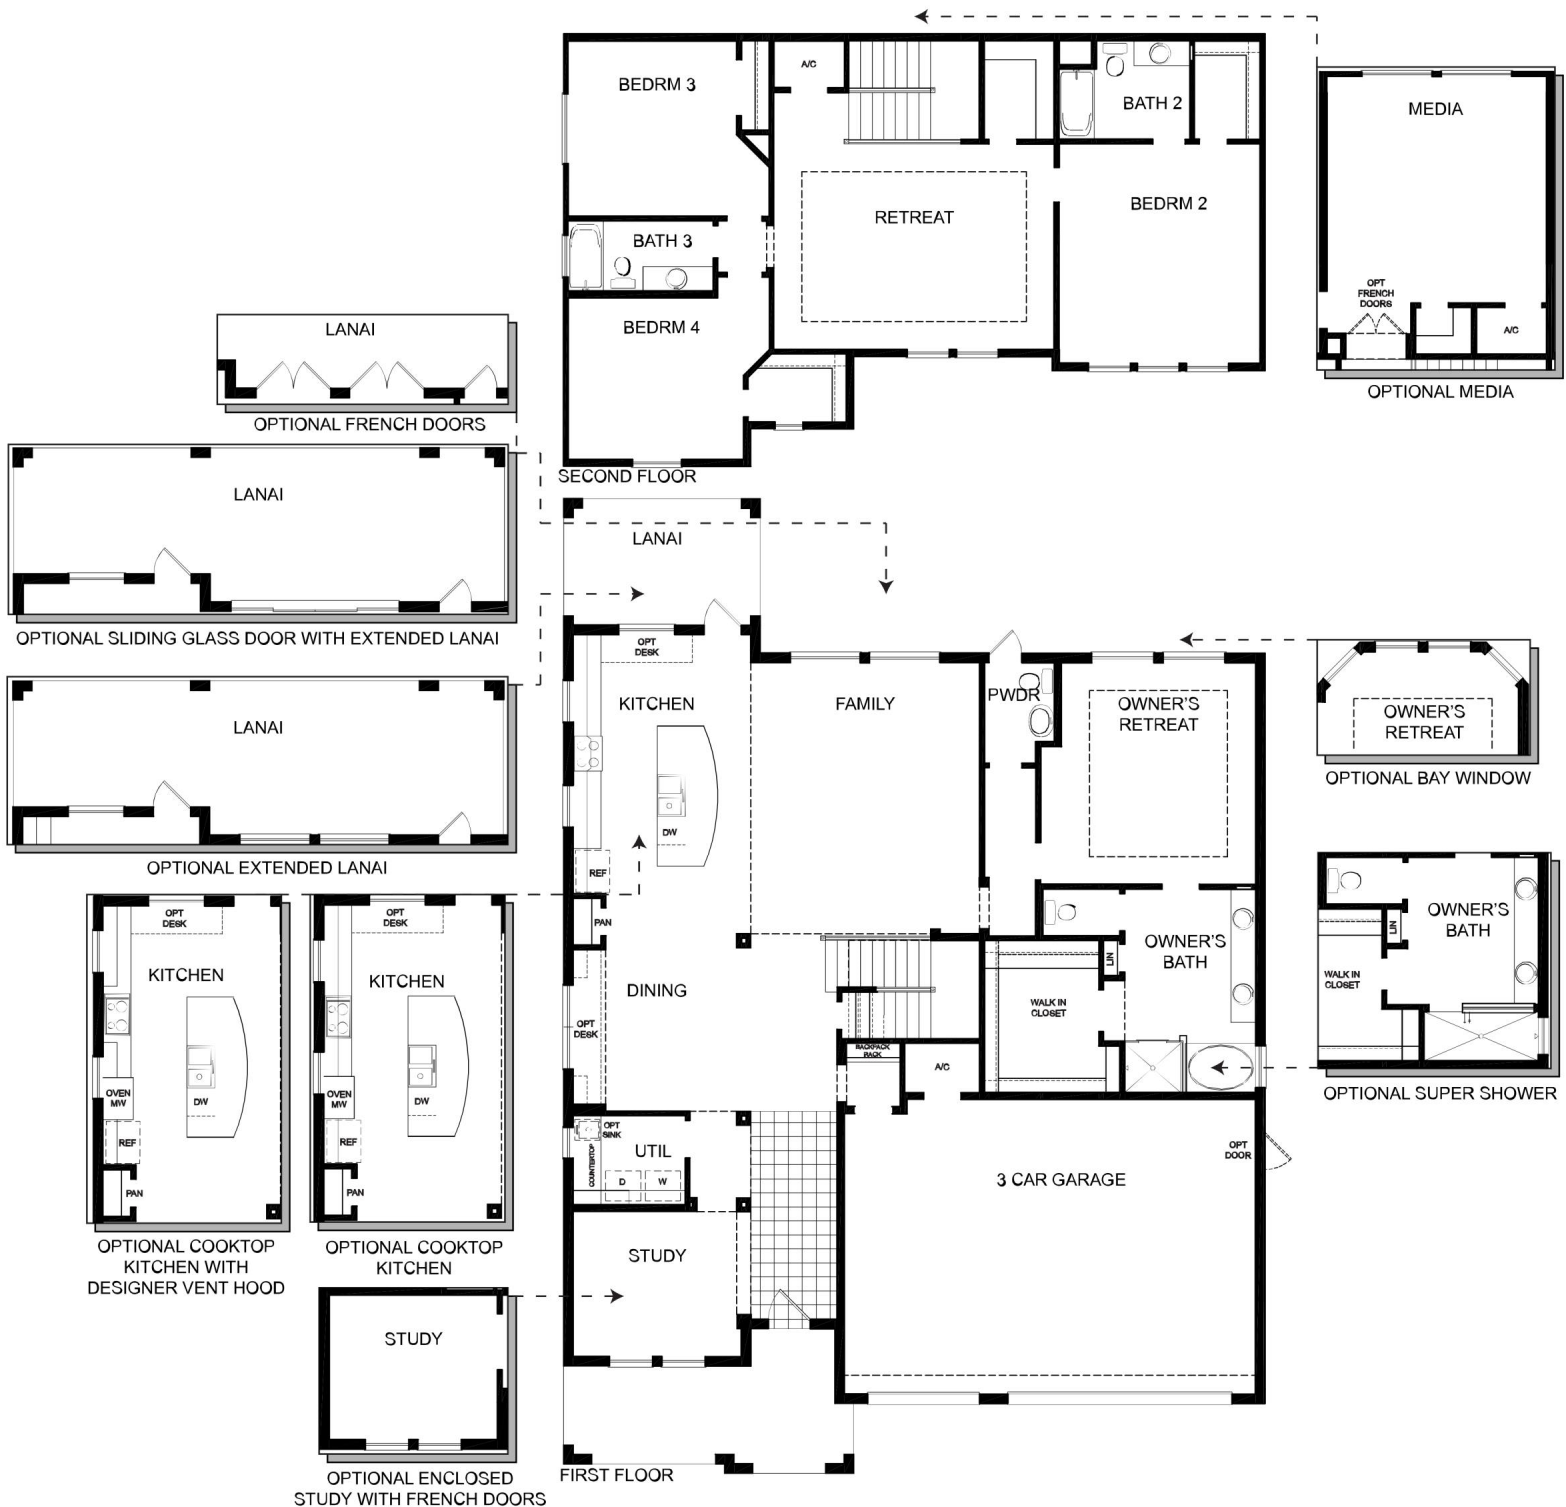 A/C
BEDRM 3
BATH 2
MEDIA
BEDRM 2
RETREAT
BATH 3
OPT
FRENCH
DOORS
BEDRM 4
A/C
OPTIONAL MEDIA
LANAI
OPTIONAL FRENCH DOORS
SECOND FLOOR
LANAI
OPTIONAL SLIDING GLASS DOOR WITH EXTENDED LANAI
LANAI
OPTIONAL EXTENDED LANAI
LANAI
OPT
DESK
KITCHEN
FAMILY
PWDR
OWNER'S
RETREAT
DW
REF
PAN
OWNER'S
RETREAT
OPTIONAL BAY WINDOW
OPT
DESK
KITCHEN
OVEN
MW
DW
REF
PAN
OPTIONAL COOKTOP
KITCHEN WITH
DESIGNER VENT HOOD
OPT
DESK
KITCHEN
OVEN
MW
DW
REF
PAN
OPTIONAL COOKTOP
KITCHEN
DINING
OPT
DESK
OWNER'S
BATH
LIN
WALK IN
CLOSET
BACKPACK
RACK
A/C
OWNER'S
BATH
LIN
WALK IN
CLOSET
OPTIONAL SUPER SHOWER
OPT
SINK
COUNTERTOP
UTIL
D
W
3 CAR GARAGE
OPT
DOOR
STUDY
STUDY
OPTIONAL ENCLOSED
STUDY WITH FRENCH DOORS
FIRST FLOOR